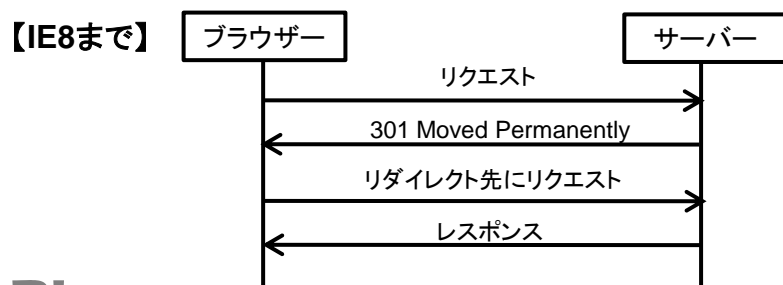 【IE8まで】
ブラウザー
サーバー
リクエスト
301 Moved Permanently
リダイレクト先にリクエスト
レスポンス